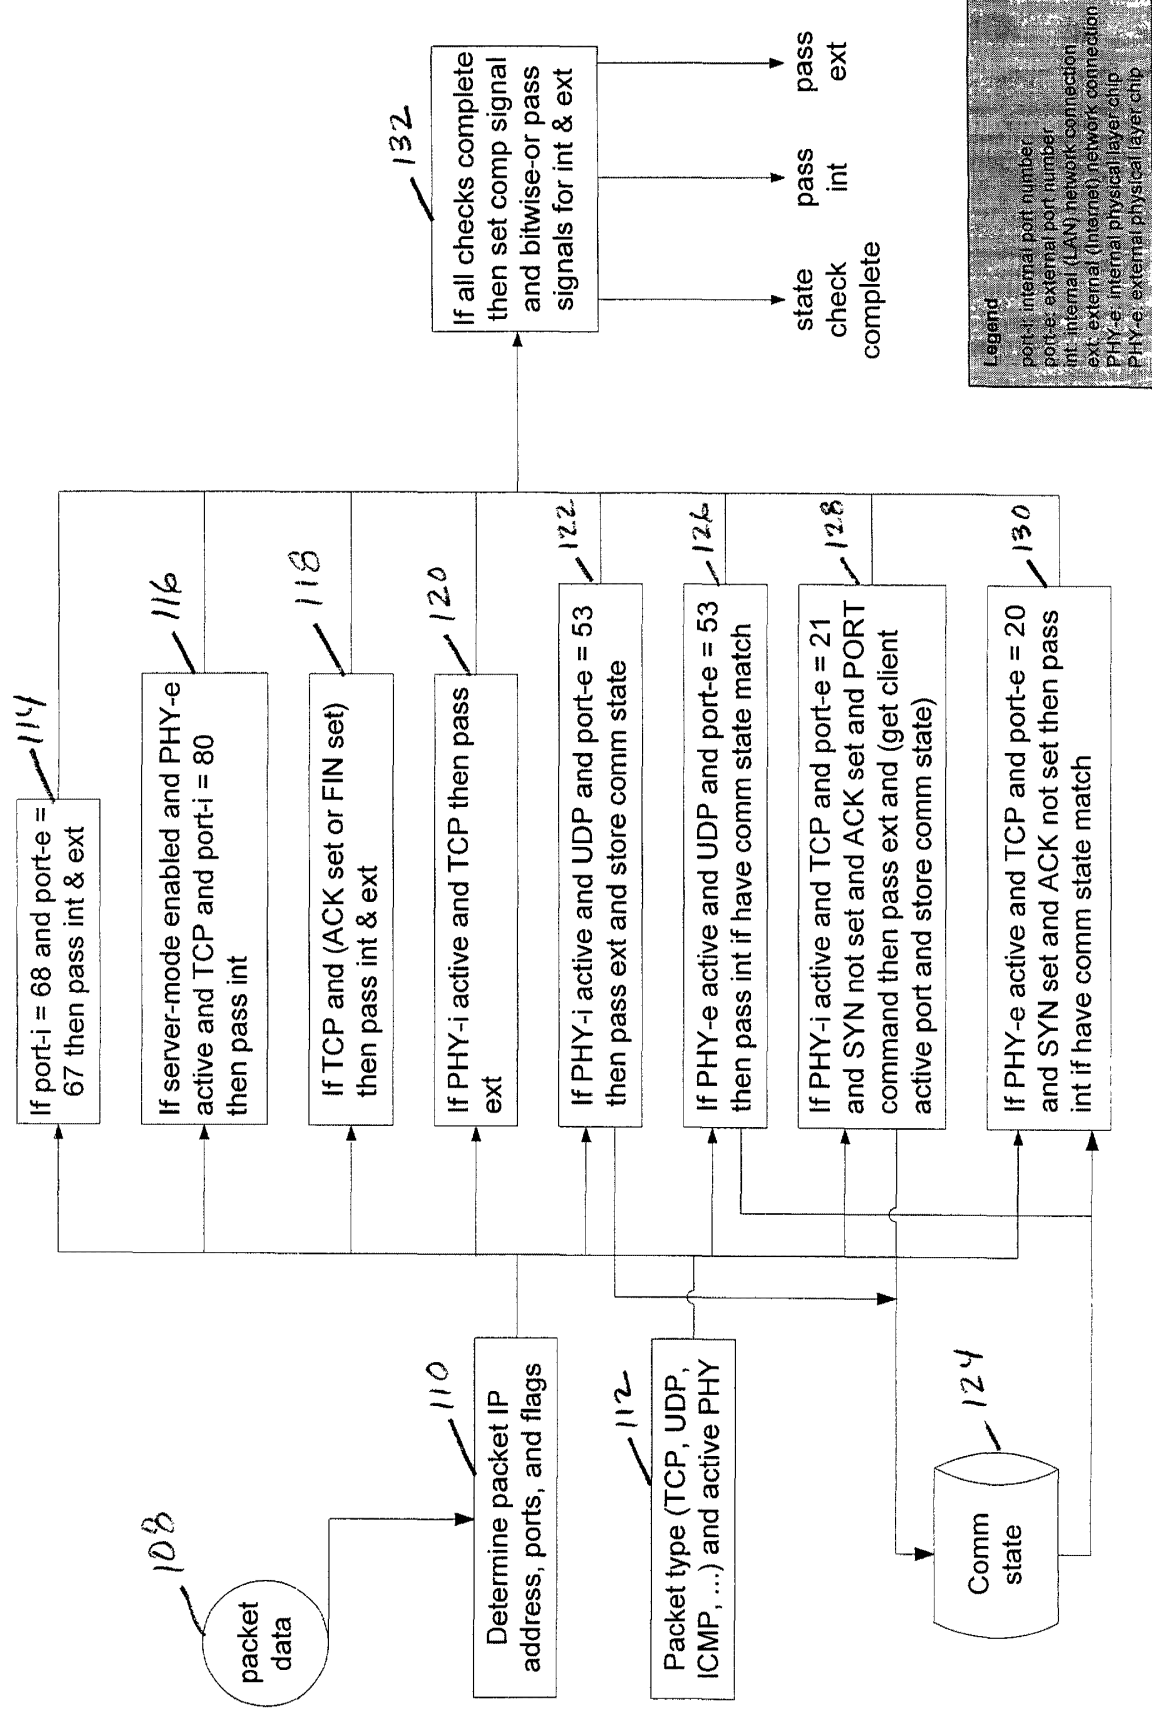 108
packet
data
110
Determine packet IP
address, ports, and flags
112
Packet type (TCP, UDP,
ICMP, ...) and active PHY
124
Comm
state
114
If port-i = 68 and port-e =
67 then pass int & ext
116
If server-mode enabled and PHY-e
active and TCP and port-i = 80
then pass int
118
If TCP and (ACK set or FIN set)
then pass int & ext
120
If PHY-i active and TCP then pass
ext
122
If PHY-i active and UDP and port-e = 53
then pass ext and store comm state
126
If PHY-e active and UDP and port-e = 53
then pass int if have comm state match
128
If PHY-i active and TCP and port-e = 21
and SYN not set and ACK set and PORT
command then pass ext and (get client
active port and store comm state)
130
If PHY-e active and TCP and port-e = 20
and SYN set and ACK not set then pass
int if have comm state match
132
If all checks complete
then set comp signal
and bitwise-or pass
signals for int & ext
state
check
complete
pass
int
pass
ext
Legend
port-i: internal port number
port-e: external port number
int: internal (LAN) network connection
ext: external (Internet) network connection
PHY-e: internal physical layer chip
PHY-e: external physical layer chip